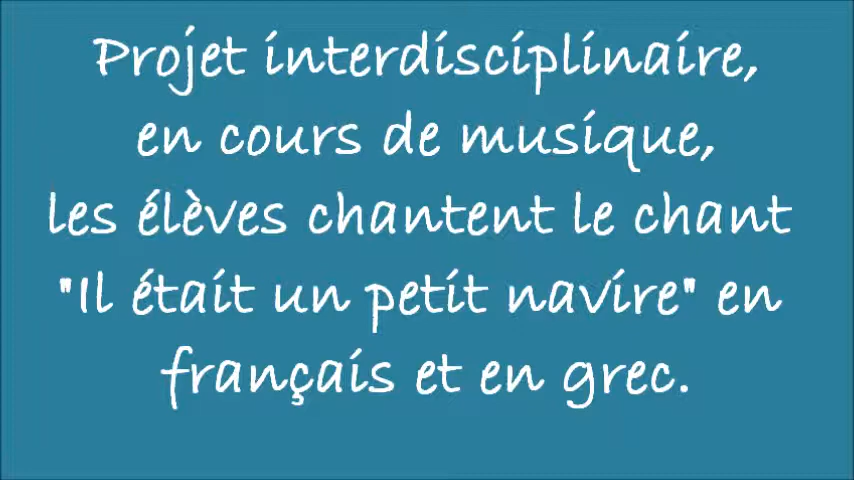 Projet interdisciplinaire,
en cours de musique,
les élèves chantent le chant
"Il était un petit navire" en
français et en grec.